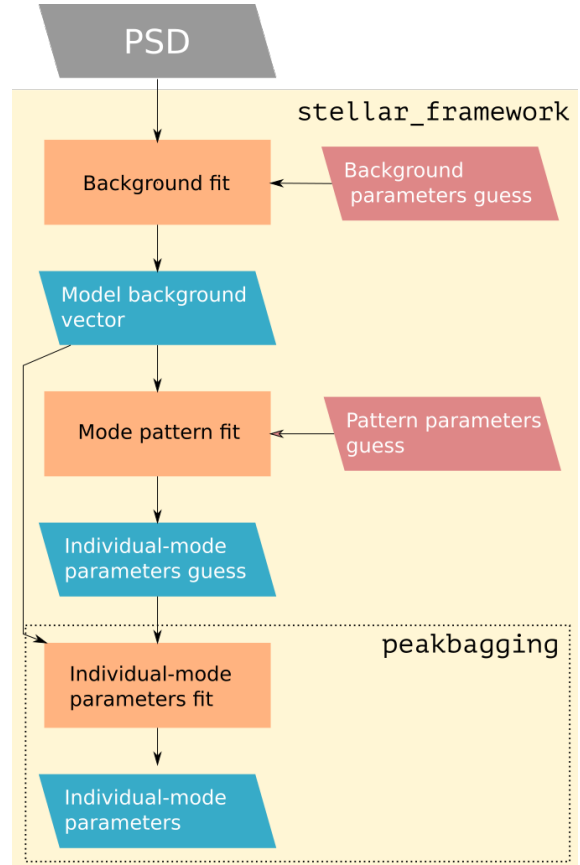 PSD
stellar_framework
Background fit
Background
parameters guess
Model background
vector
Mode pattern fit
Pattern parameters
guess
Individual-mode
parameters guess
peakbagging
Individual-mode
parameters fit
Individual-mode
parameters